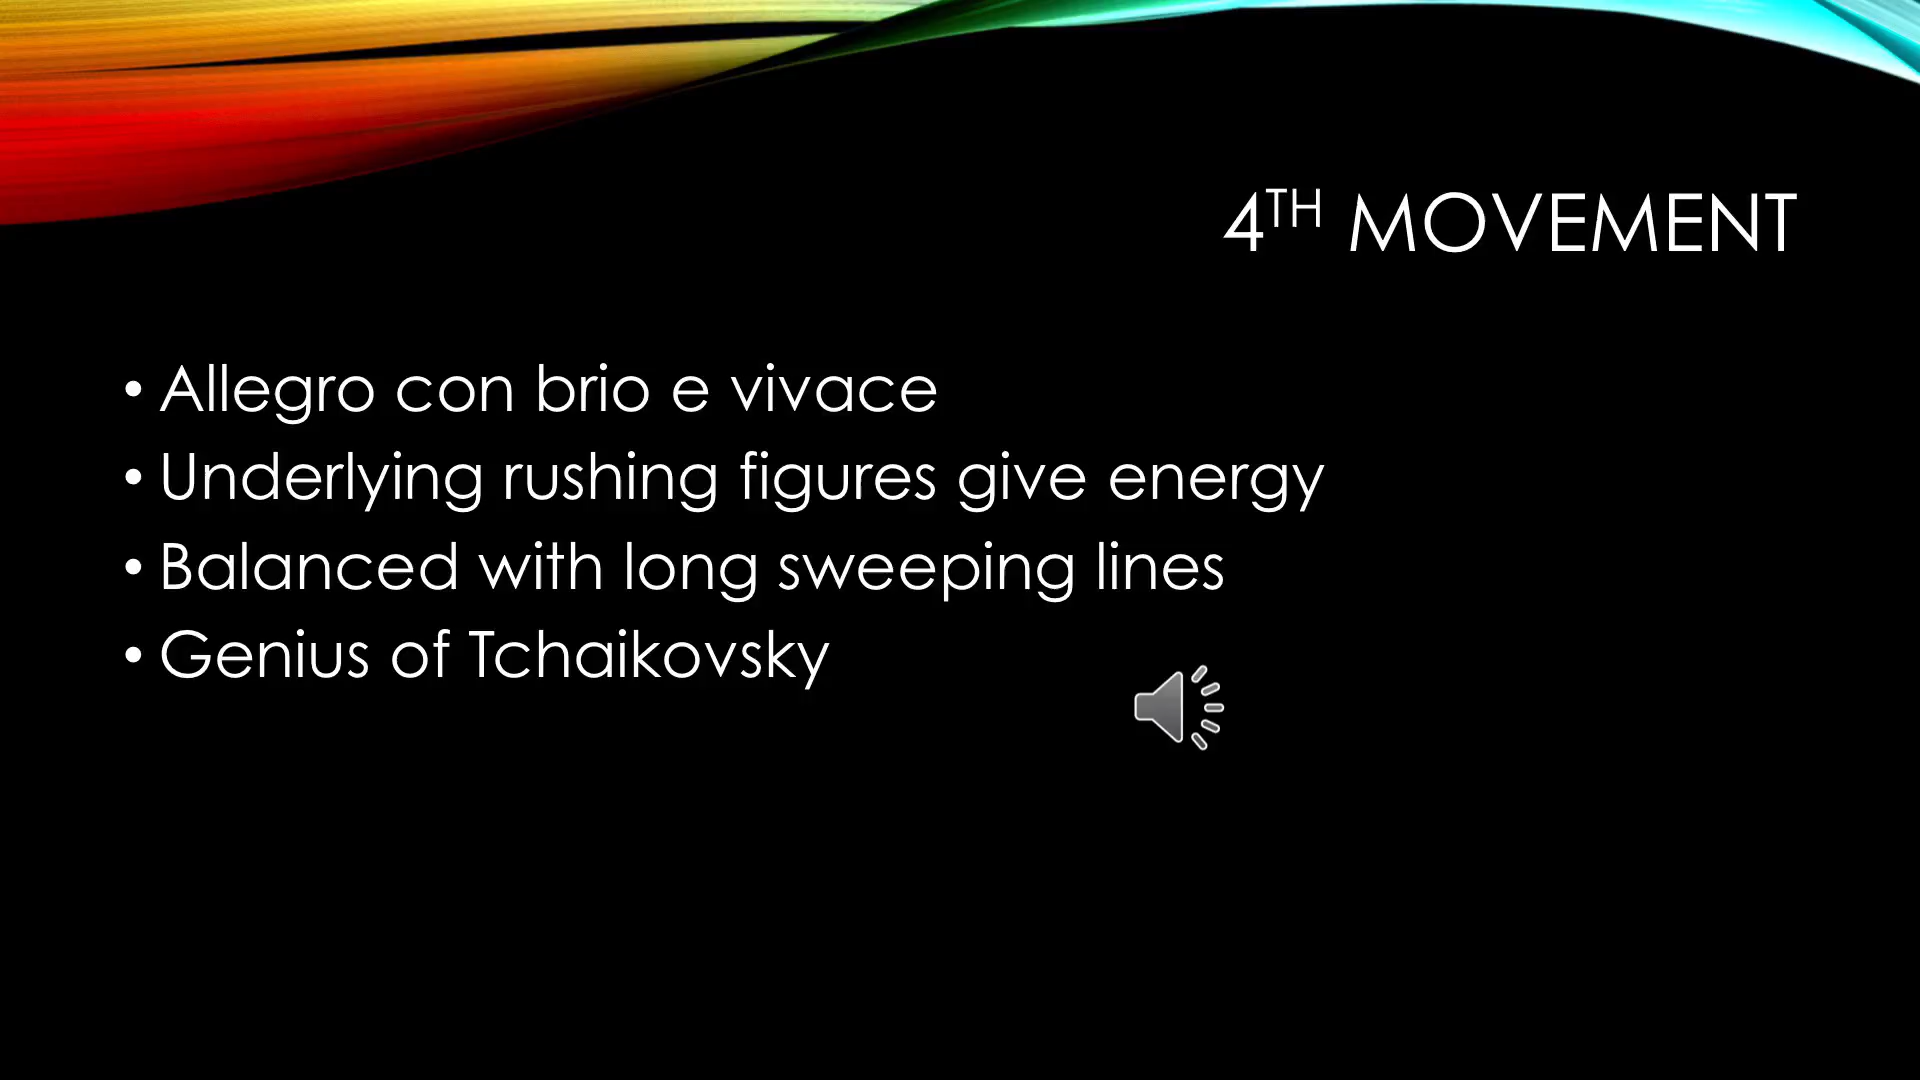 4TH MOVEMENT
• Allegro con brio e vivace
• Underlying rushing figures give energy
• Balanced with long sweeping lines
• Genius of Tchaikovsky